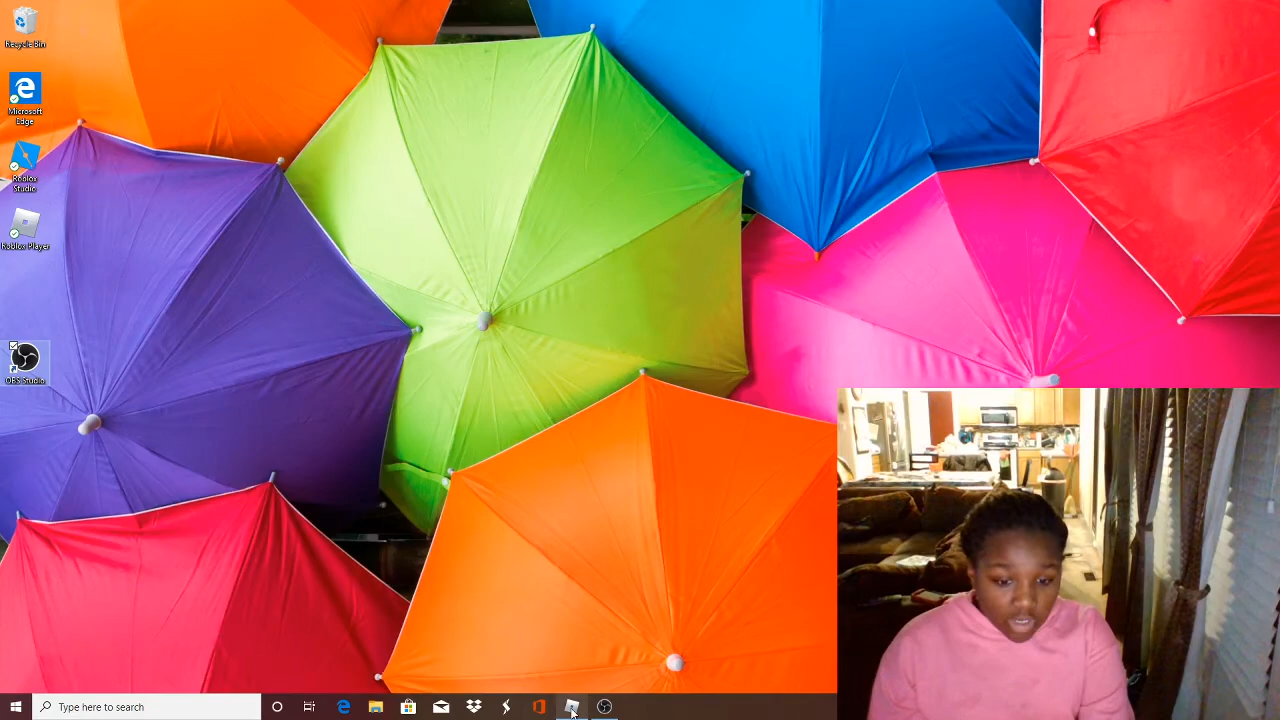 Recycle Bin
Microsoft
Edge
Roblox
Studio
Roblox Player
OBS Studio
Type here to search